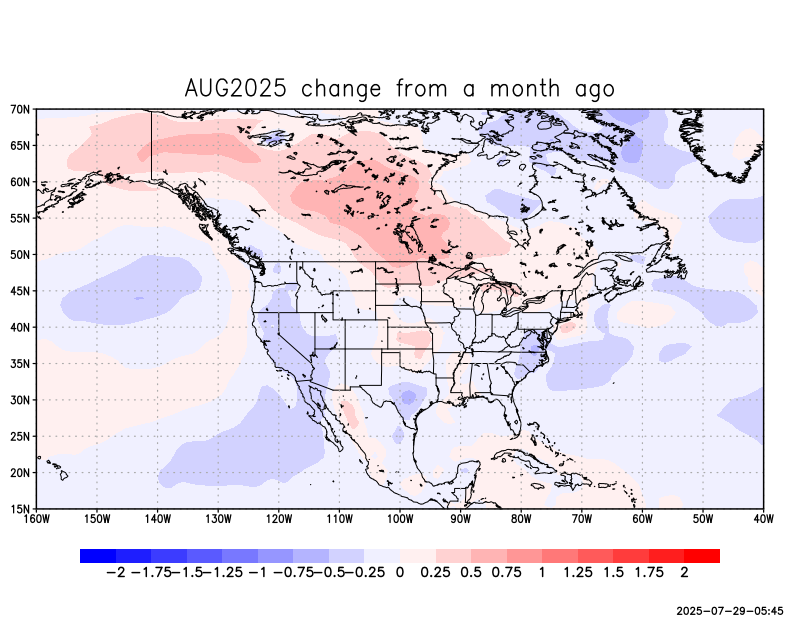 AUG2025 change from a month ago
70N
65N
60N
55N
50N
45N
40N
35N
30N
25N
20N
15N
160W 150W 140W 130W 120W 110W 100W 90W 80W 70W 60W 50W 40W
−2 −1.75 −1.5 −1.25 −1 −0.75 −0.5 −0.25 0 0.25 0.5 0.75 1 1.25 1.5 1.75 2
2025−07−29−05:45